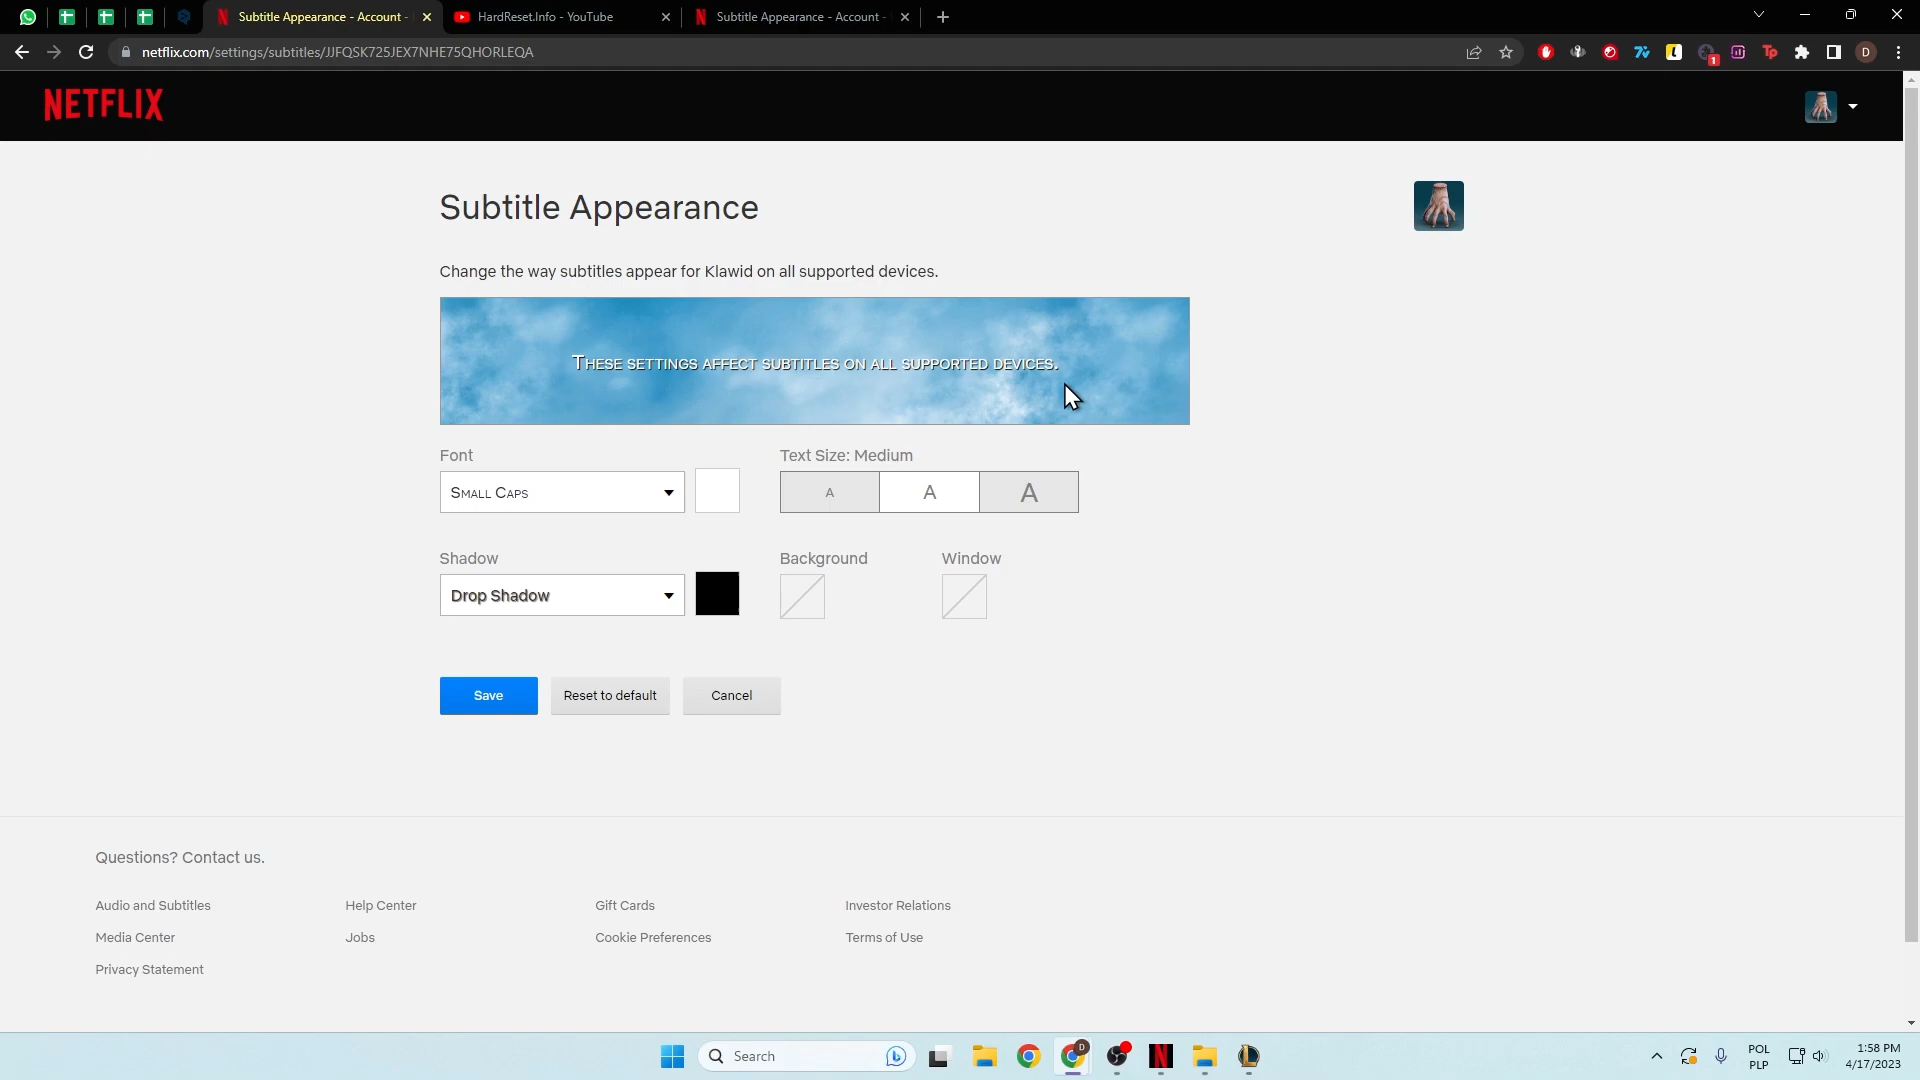 Subtitle Appearance - Account -
HardReset.Info - YouTube
Subtitle Appearance - Account -
netflix.com/settings/subtitles/JJFQSK725JEX7NHE75QHORLEQA
1
D
NETFLIX
Subtitle Appearance
Change the way subtitles appear for Klawid on all supported devices.
These settings affect subtitles on all supported devices.
Font
Text Size: Medium
Small Caps
A A A
Shadow
Background
Window
Drop Shadow
Save
Reset to default
Cancel
Questions? Contact us.
Audio and Subtitles
Help Center
Gift Cards
Investor Relations
Media Center
Jobs
Cookie Preferences
Terms of Use
Privacy Statement
Search
D
POL
PLP
1:58 PM
4/17/2023